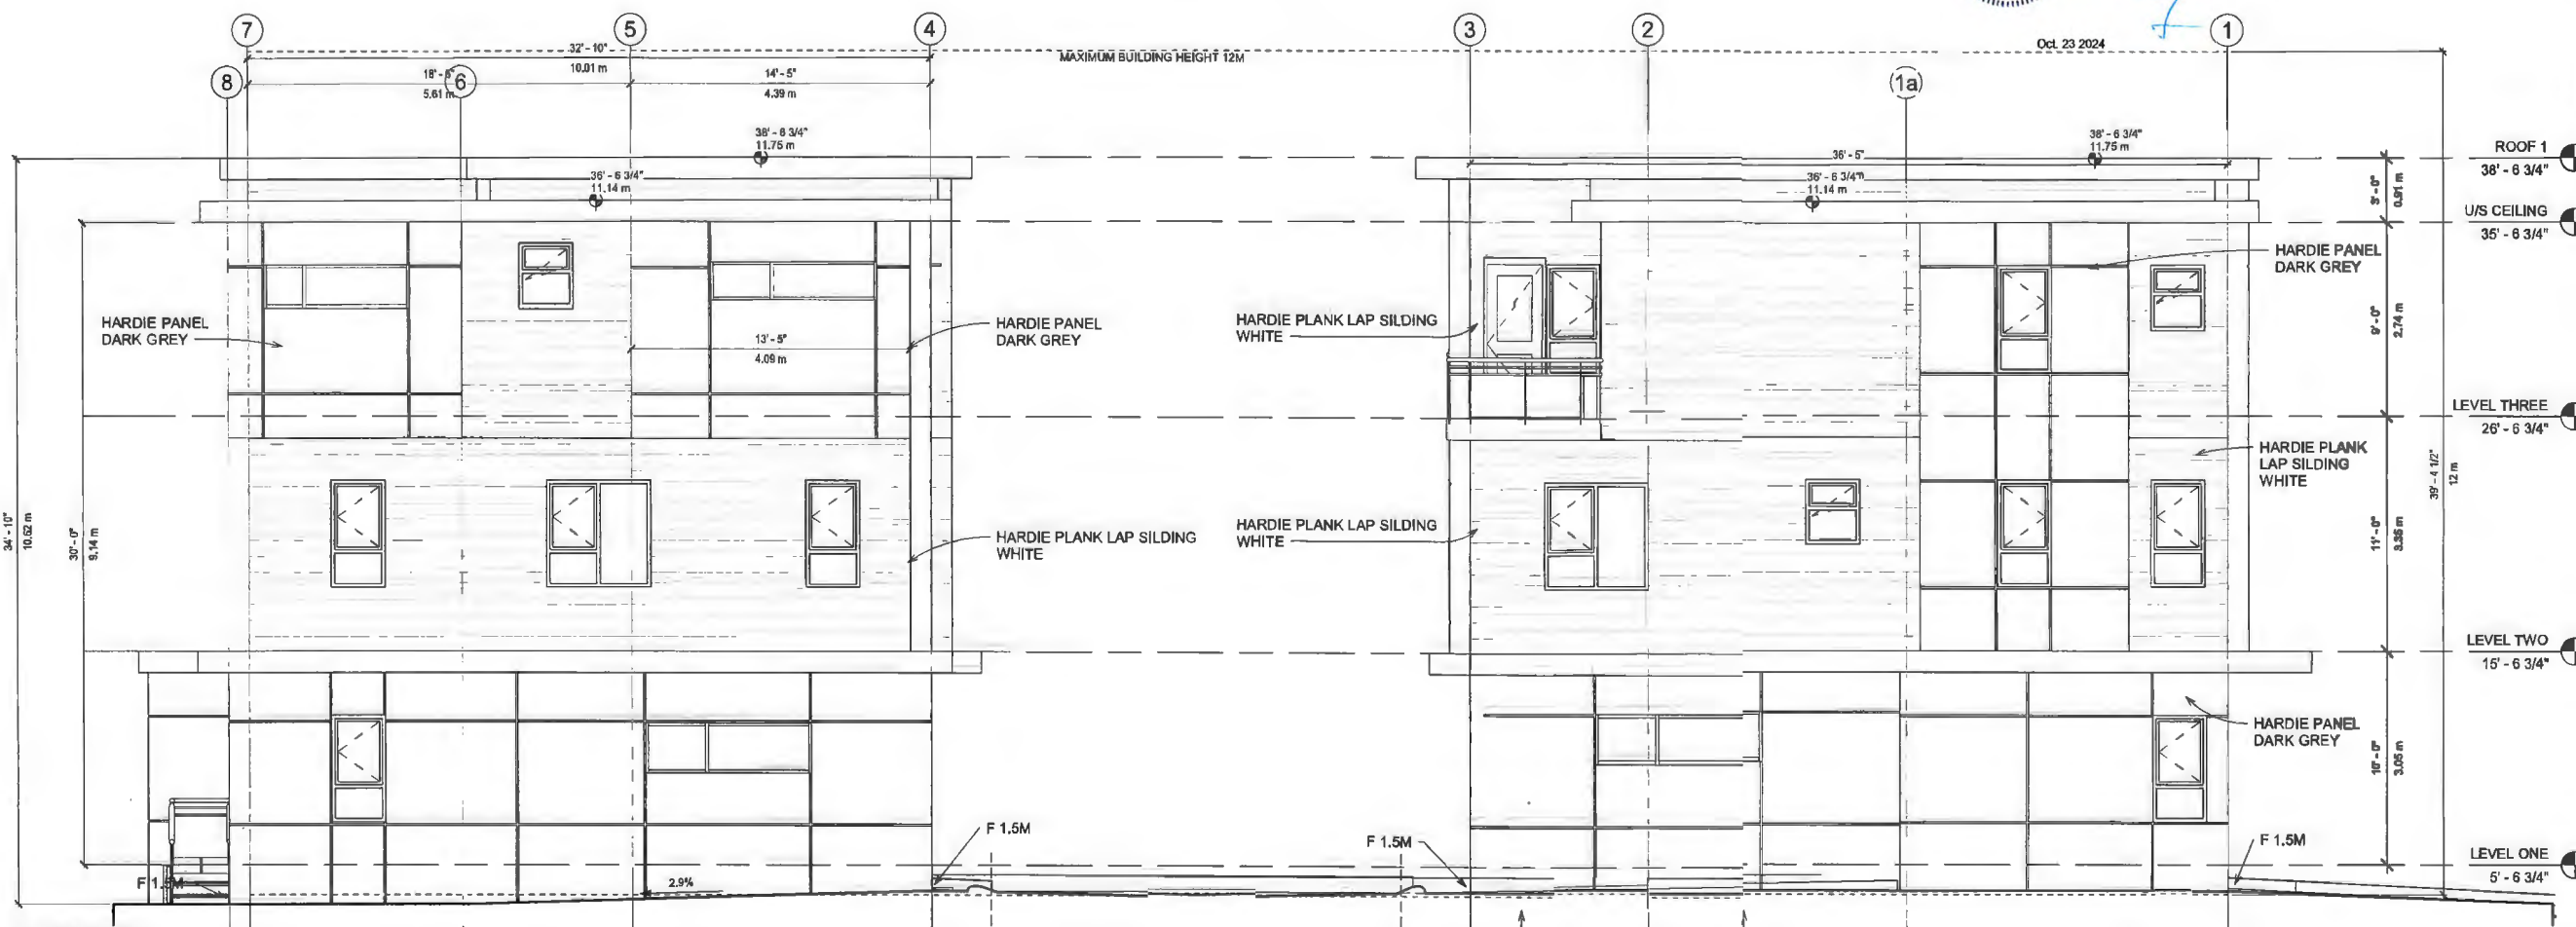 7
5
4
3
2
1
32' - 10"
10.01 m
MAXIMUM BUILDING HEIGHT 12M
Oct. 23 2024
8
6
(1a)
18' - 5"
5.61 m
14' - 5"
4.39 m
38' - 6 3/4"
11.75 m
36' - 6 3/4"
11.14 m
36' - 5"
38' - 6 3/4"
11.75 m
36' - 6 3/4"
11.14 m
ROOF 1
38' - 6 3/4"
3' - 0"
0.91 m
U/S CEILING
35' - 6 3/4"
HARDIE PANEL
DARK GREY
HARDIE PANEL
DARK GREY
13' - 5"
4.09 m
HARDIE PLANK LAP SILDING
WHITE
HARDIE PANEL
DARK GREY
9' - 0"
2.74 m
LEVEL THREE
26' - 6 3/4"
HARDIE PLANK
LAP SILDING
WHITE
34' - 10"
10.62 m
30' - 0"
9.14 m
HARDIE PLANK LAP SILDING
WHITE
HARDIE PLANK LAP SILDING
WHITE
11' - 0"
3.35 m
39' - 4 1/2"
12 m
LEVEL TWO
15' - 6 3/4"
HARDIE PANEL
DARK GREY
10' - 0"
3.05 m
F 1.5M
F 1.5M
F 1.5M
F 1.5M
2.9%
LEVEL ONE
5' - 6 3/4"